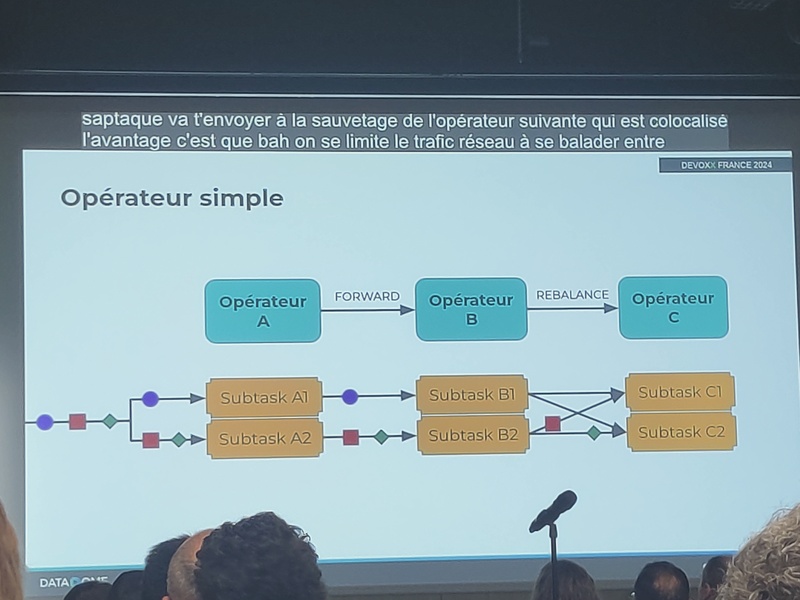 saptaque va t'envoyer à la sauvetage de l'opérateur suivante qui est colocalisé
l'avantage c'est que bah on se limite le trafic réseau à se balader entre
DEVOXX FRANCE 2024
Opérateur simple
Opérateur
A
FORWARD
Opérateur
B
REBALANCE
Opérateur
C
Subtask A1
Subtask B1
Subtask C1
Subtask A2
Subtask B2
Subtask C2